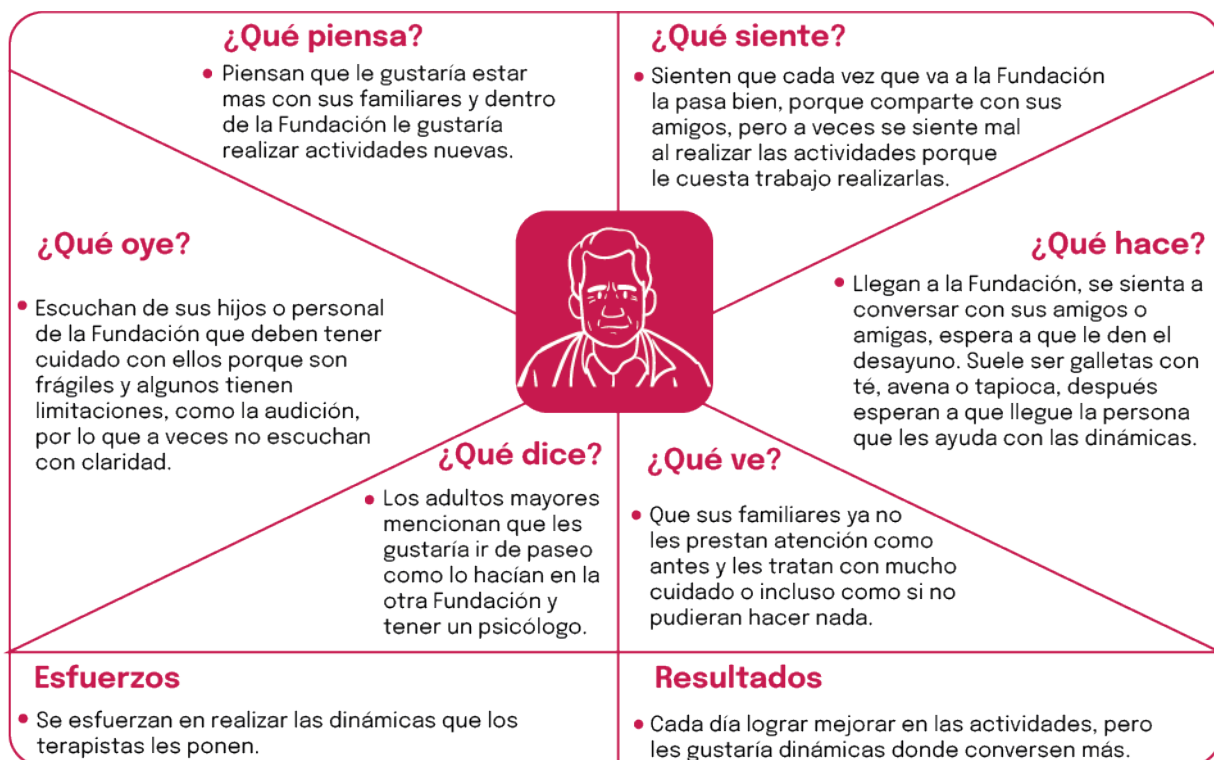 ¿Qué piensa?
• Piensan que le gustaría estar
mas con sus familiares y dentro
de la Fundación le gustaría
realizar actividades nuevas.
¿Qué siente?
• Sienten que cada vez que va a la Fundación
la pasa bien, porque comparte con sus
amigos, pero a veces se siente mal
al realizar las actividades porque
le cuesta trabajo realizarlas.
¿Qué oye?
• Escuchan de sus hijos o personal
de la Fundación que deben tener
cuidado con ellos porque son
frágiles y algunos tienen
limitaciones, como la audición,
por lo que a veces no escuchan
con claridad.
¿Qué hace?
• Llegan a la Fundación, se sienta a
conversar con sus amigos o
amigas, espera a que le den el
desayuno. Suele ser galletas con
té, avena o tapioca, después
esperan a que llegue la persona
que les ayuda con las dinámicas.
¿Qué dice?
• Los adultos mayores
mencionan que les
gustaría ir de paseo
como lo hacían en la
otra Fundación y
tener un psicólogo.
¿Qué ve?
• Que sus familiares ya no
les prestan atención como
antes y les tratan con mucho
cuidado o incluso como si no
pudieran hacer nada.
Esfuerzos
• Se esfuerzan en realizar las dinámicas que los
terapistas les ponen.
Resultados
• Cada día lograr mejorar en las actividades, pero
les gustaría dinámicas donde conversen más.